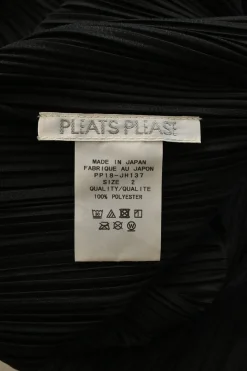 PLEATS PLEASE
MADE IN JAPAN
FABRIQUE AU JAPON
PP18-JH137
SIZE 2
QUALITY/QUALITE
100% POLYESTER